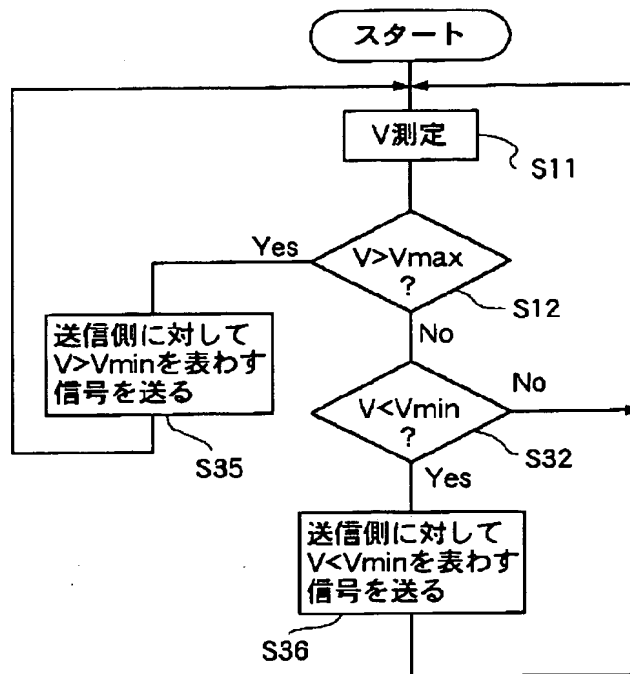 スタート
V測定
S11
Yes
V>Vmax
?
S12
No
送信側に対して
V>Vminを表わす
信号を送る
S35
V<Vmin
?
No
S32
Yes
送信側に対して
V<Vminを表わす
信号を送る
S36